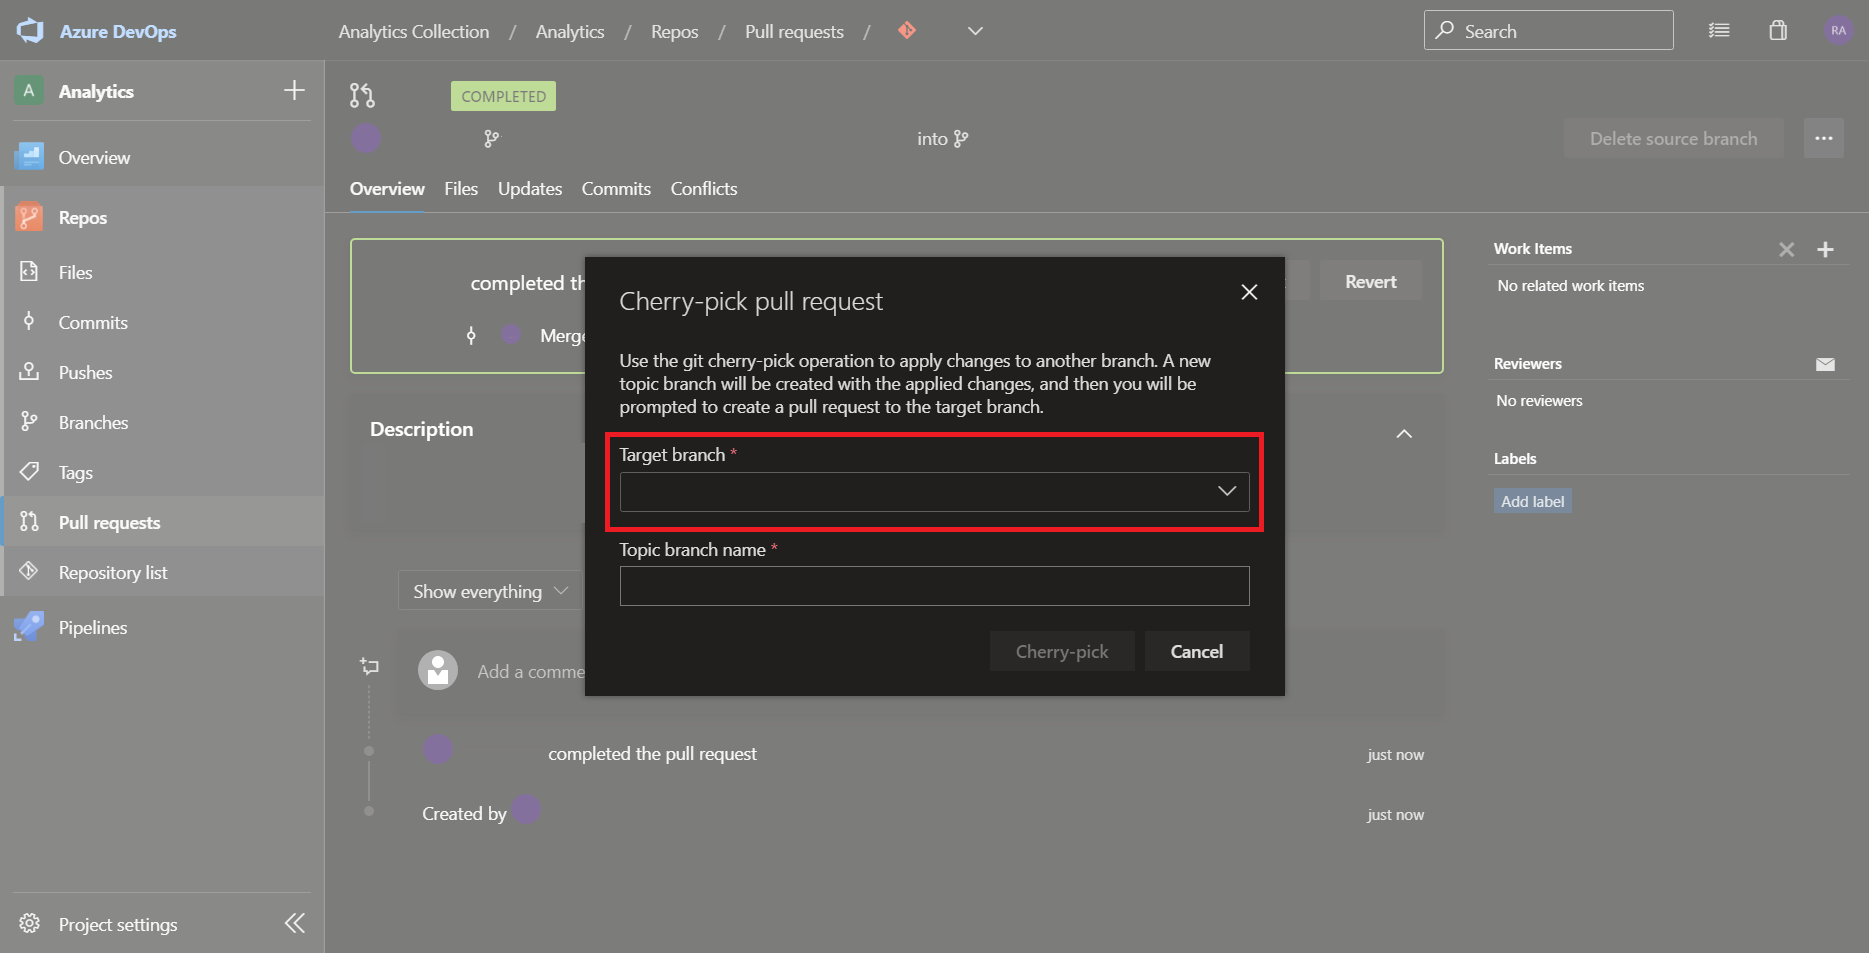 Azure DevOps
Analytics Collection / Analytics / Repos / Pull requests /
Search
RA
A Analytics
Overview
Repos
Files
Commits
Pushes
Branches
Tags
Pull requests
Repository list
Pipelines
Project settings
COMPLETED
into
Delete source branch
Overview Files Updates Commits Conflicts
completed th
Revert
Merge
Description
Show everything
Add a comme
completed the pull request just now
Created by just now
Cherry-pick pull request
Use the git cherry-pick operation to apply changes to another branch. A new
topic branch will be created with the applied changes, and then you will be
prompted to create a pull request to the target branch.
Target branch *
Topic branch name *
Cherry-pick
Cancel
Work Items
No related work items
Reviewers
No reviewers
Labels
Add label